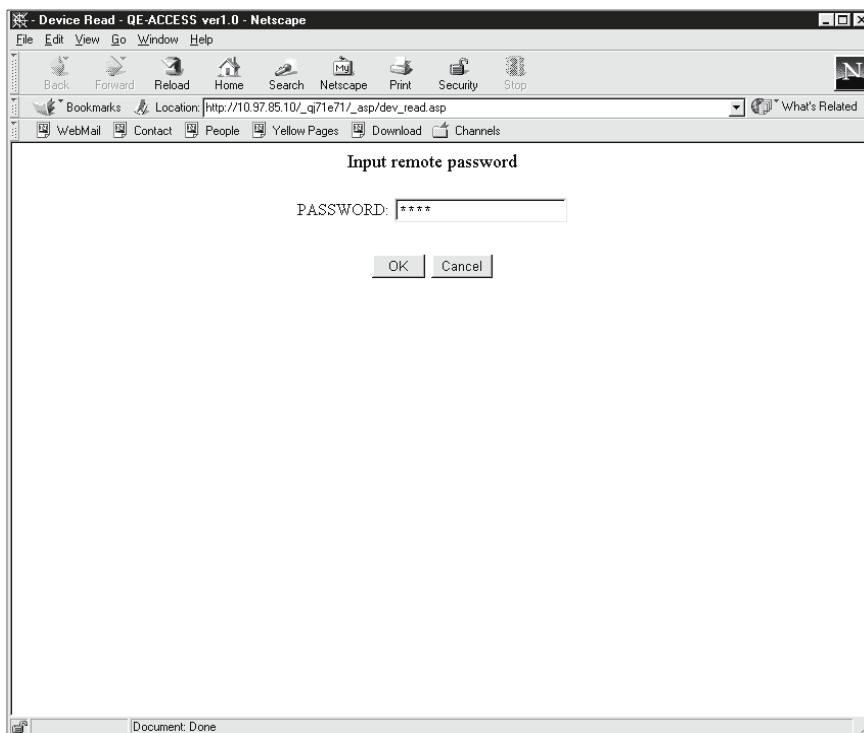 - Device Read - QE-ACCESS ver1.0 - Netscape
File Edit View Go Window Help
Back Forward Reload Home Search Netscape Print Security Stop
My
N
Bookmarks Location: http://10.97.85.10/_qj71e71/_asp/dev_read.asp What's Related
WebMail Contact People Yellow Pages Download Channels
Input remote password
PASSWORD: ****
OK Cancel
Document: Done